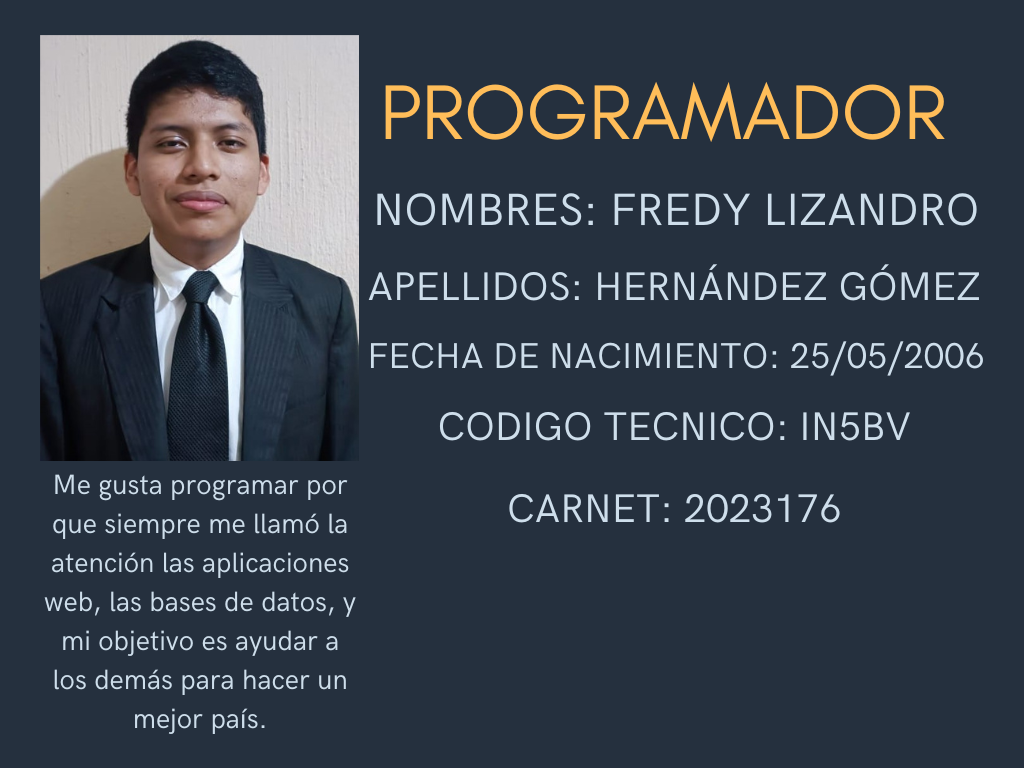 PROGRAMADOR
NOMBRES: FREDY LIZANDRO
APELLIDOS: HERNÁNDEZ GÓMEZ
FECHA DE NACIMIENTO: 25/05/2006
CODIGO TECNICO: IN5BV
CARNET: 2023176
Me gusta programar por
que siempre me llamó la
atención las aplicaciones
web, las bases de datos, y
mi objetivo es ayudar a
los demás para hacer un
mejor país.